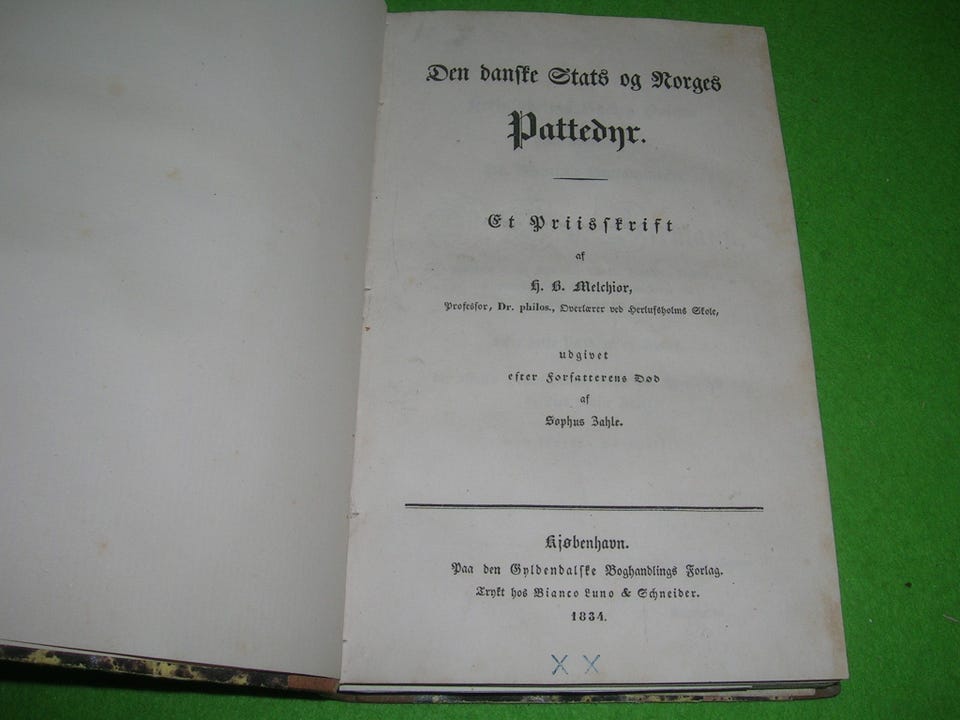 Den danske Stats og Norges
Pattedyr.
Et Priisskrift
af
H. B. Melchior,
Professor, Dr. philos., Overlærer ved Herlufsholms Skole,
udgivet
efter Forfatterens Død
af
Sophus Zahle.
Kjøbenhavn.
Paa den Gyldendalske Boghandlings Forlag.
Trykt hos Bianco Luno & Schneider.
1834.
X X